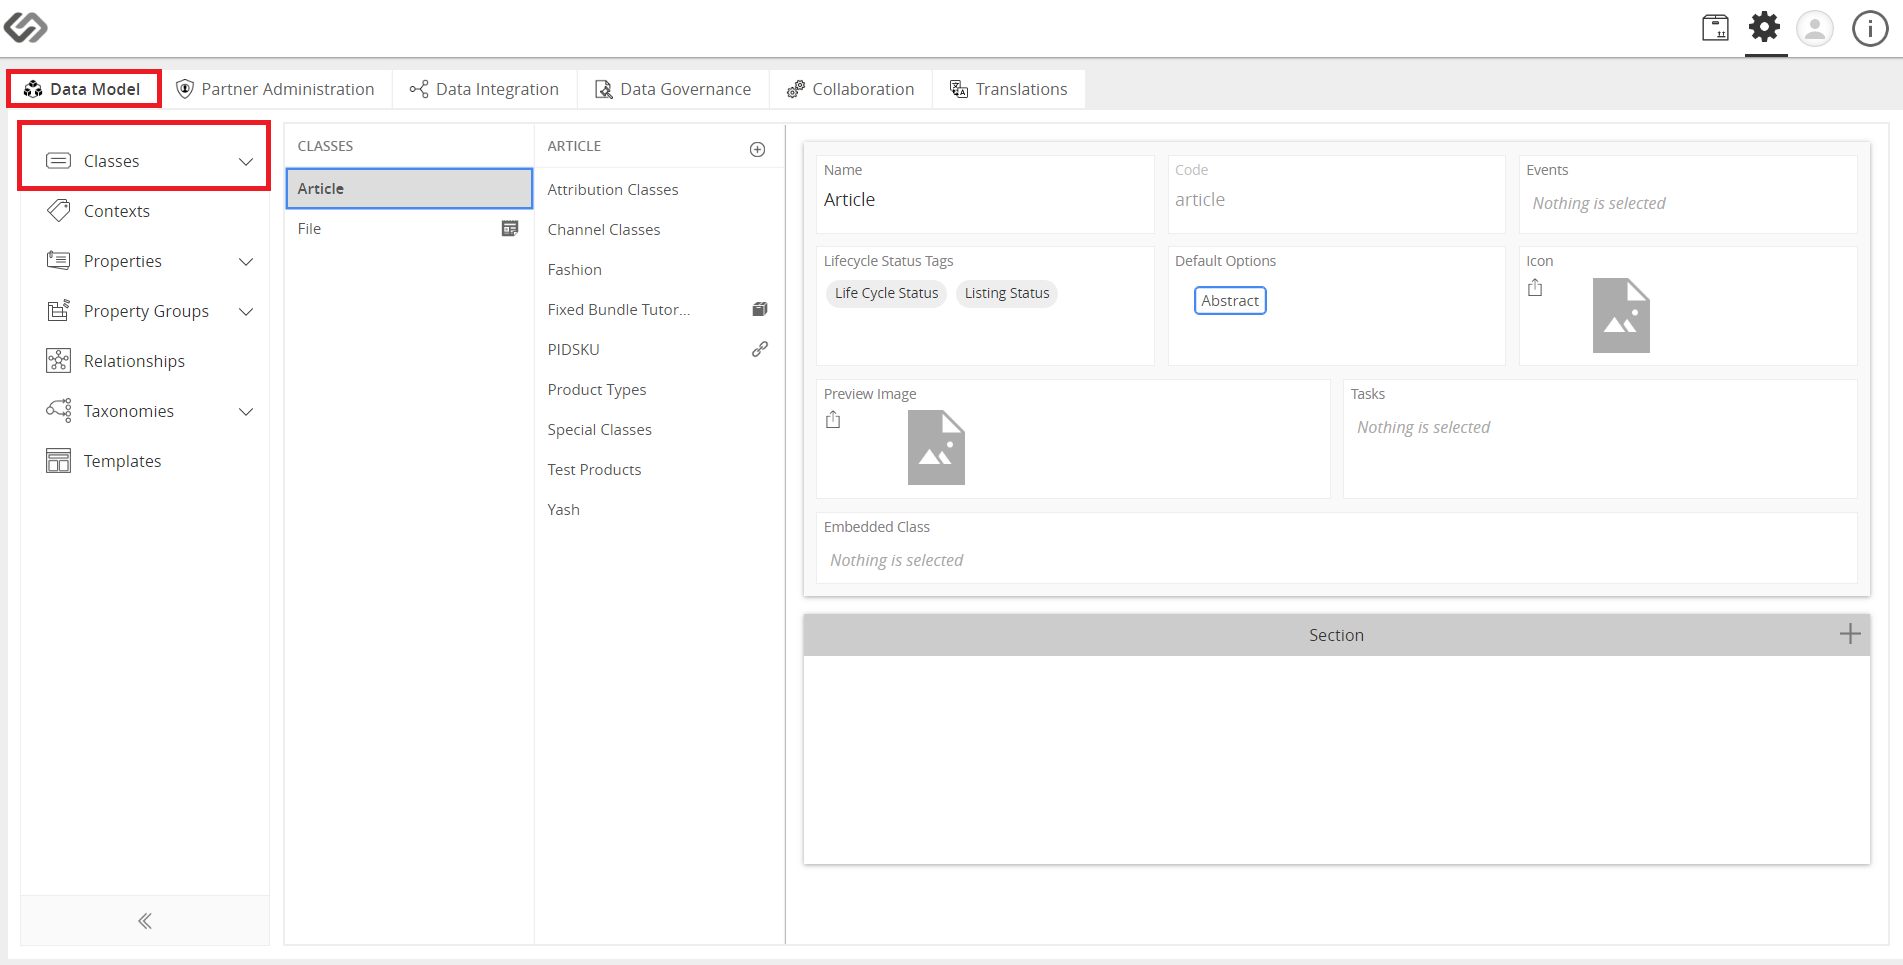 Data Model
Partner Administration
Data Integration
Data Governance
Collaboration
Translations
Classes
Contexts
Properties
Property Groups
Relationships
Taxonomies
Templates
CLASSES
Article
File
ARTICLE
Attribution Classes
Channel Classes
Fashion
Fixed Bundle Tutor...
PIDSKU
Product Types
Special Classes
Test Products
Yash
Name
Article
Code
article
Events
Nothing is selected
Lifecycle Status Tags
Life Cycle Status
Listing Status
Default Options
Abstract
Icon
Preview Image
Tasks
Nothing is selected
Embedded Class
Nothing is selected
Section